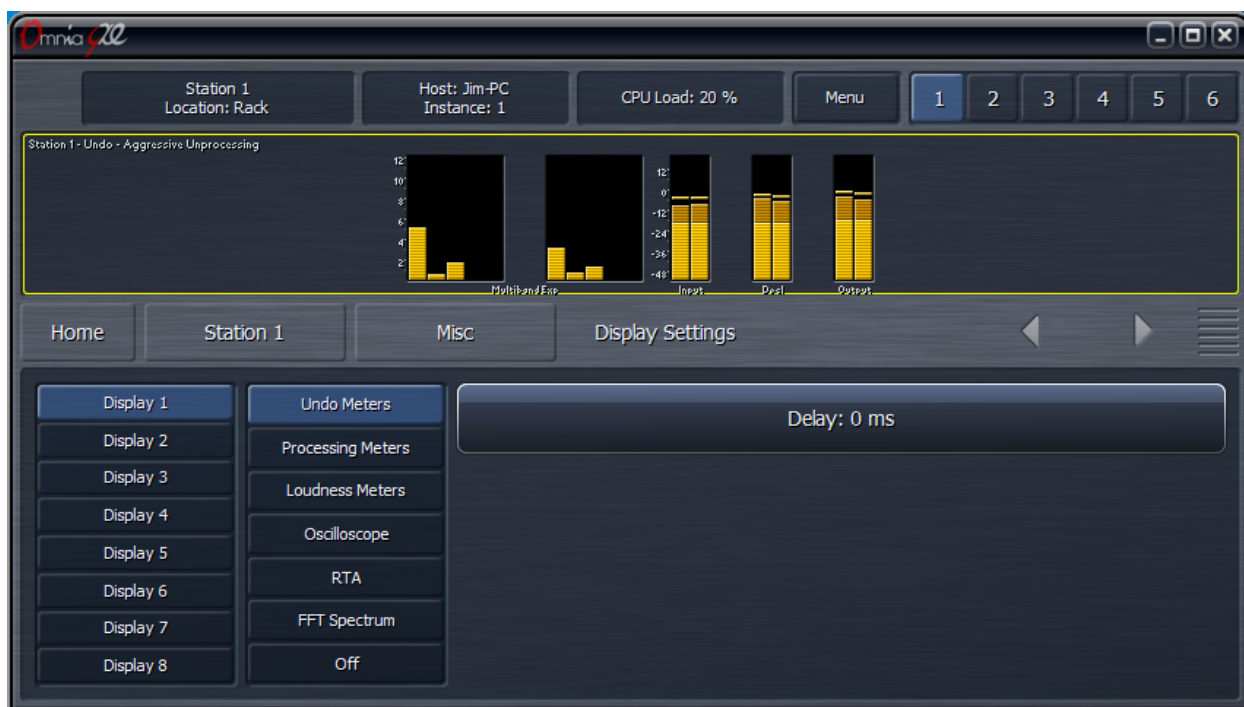 Omnia 9XE
Station 1
Location: Rack
Host: Jim-PC
Instance: 1
CPU Load: 20 %
Menu
1
2
3
4
5
6
Station 1 - Undo - Aggressive Unprocessing
12
10
8
6
4
2
Multiband Exp
12
0
-12
-24
-36
-48
Input
Output
Home
Station 1
Misc
Display Settings
Display 1
Display 2
Display 3
Display 4
Display 5
Display 6
Display 7
Display 8
Undo Meters
Processing Meters
Loudness Meters
Oscilloscope
RTA
FFT Spectrum
Off
Delay: 0 ms